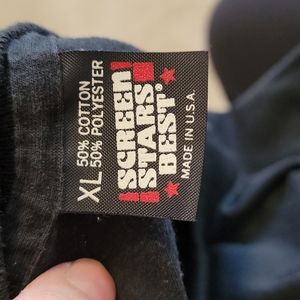 XL
50% COTTON
50% POLYESTER
SCREEN
STARS
BEST
MADE IN U.S.A.